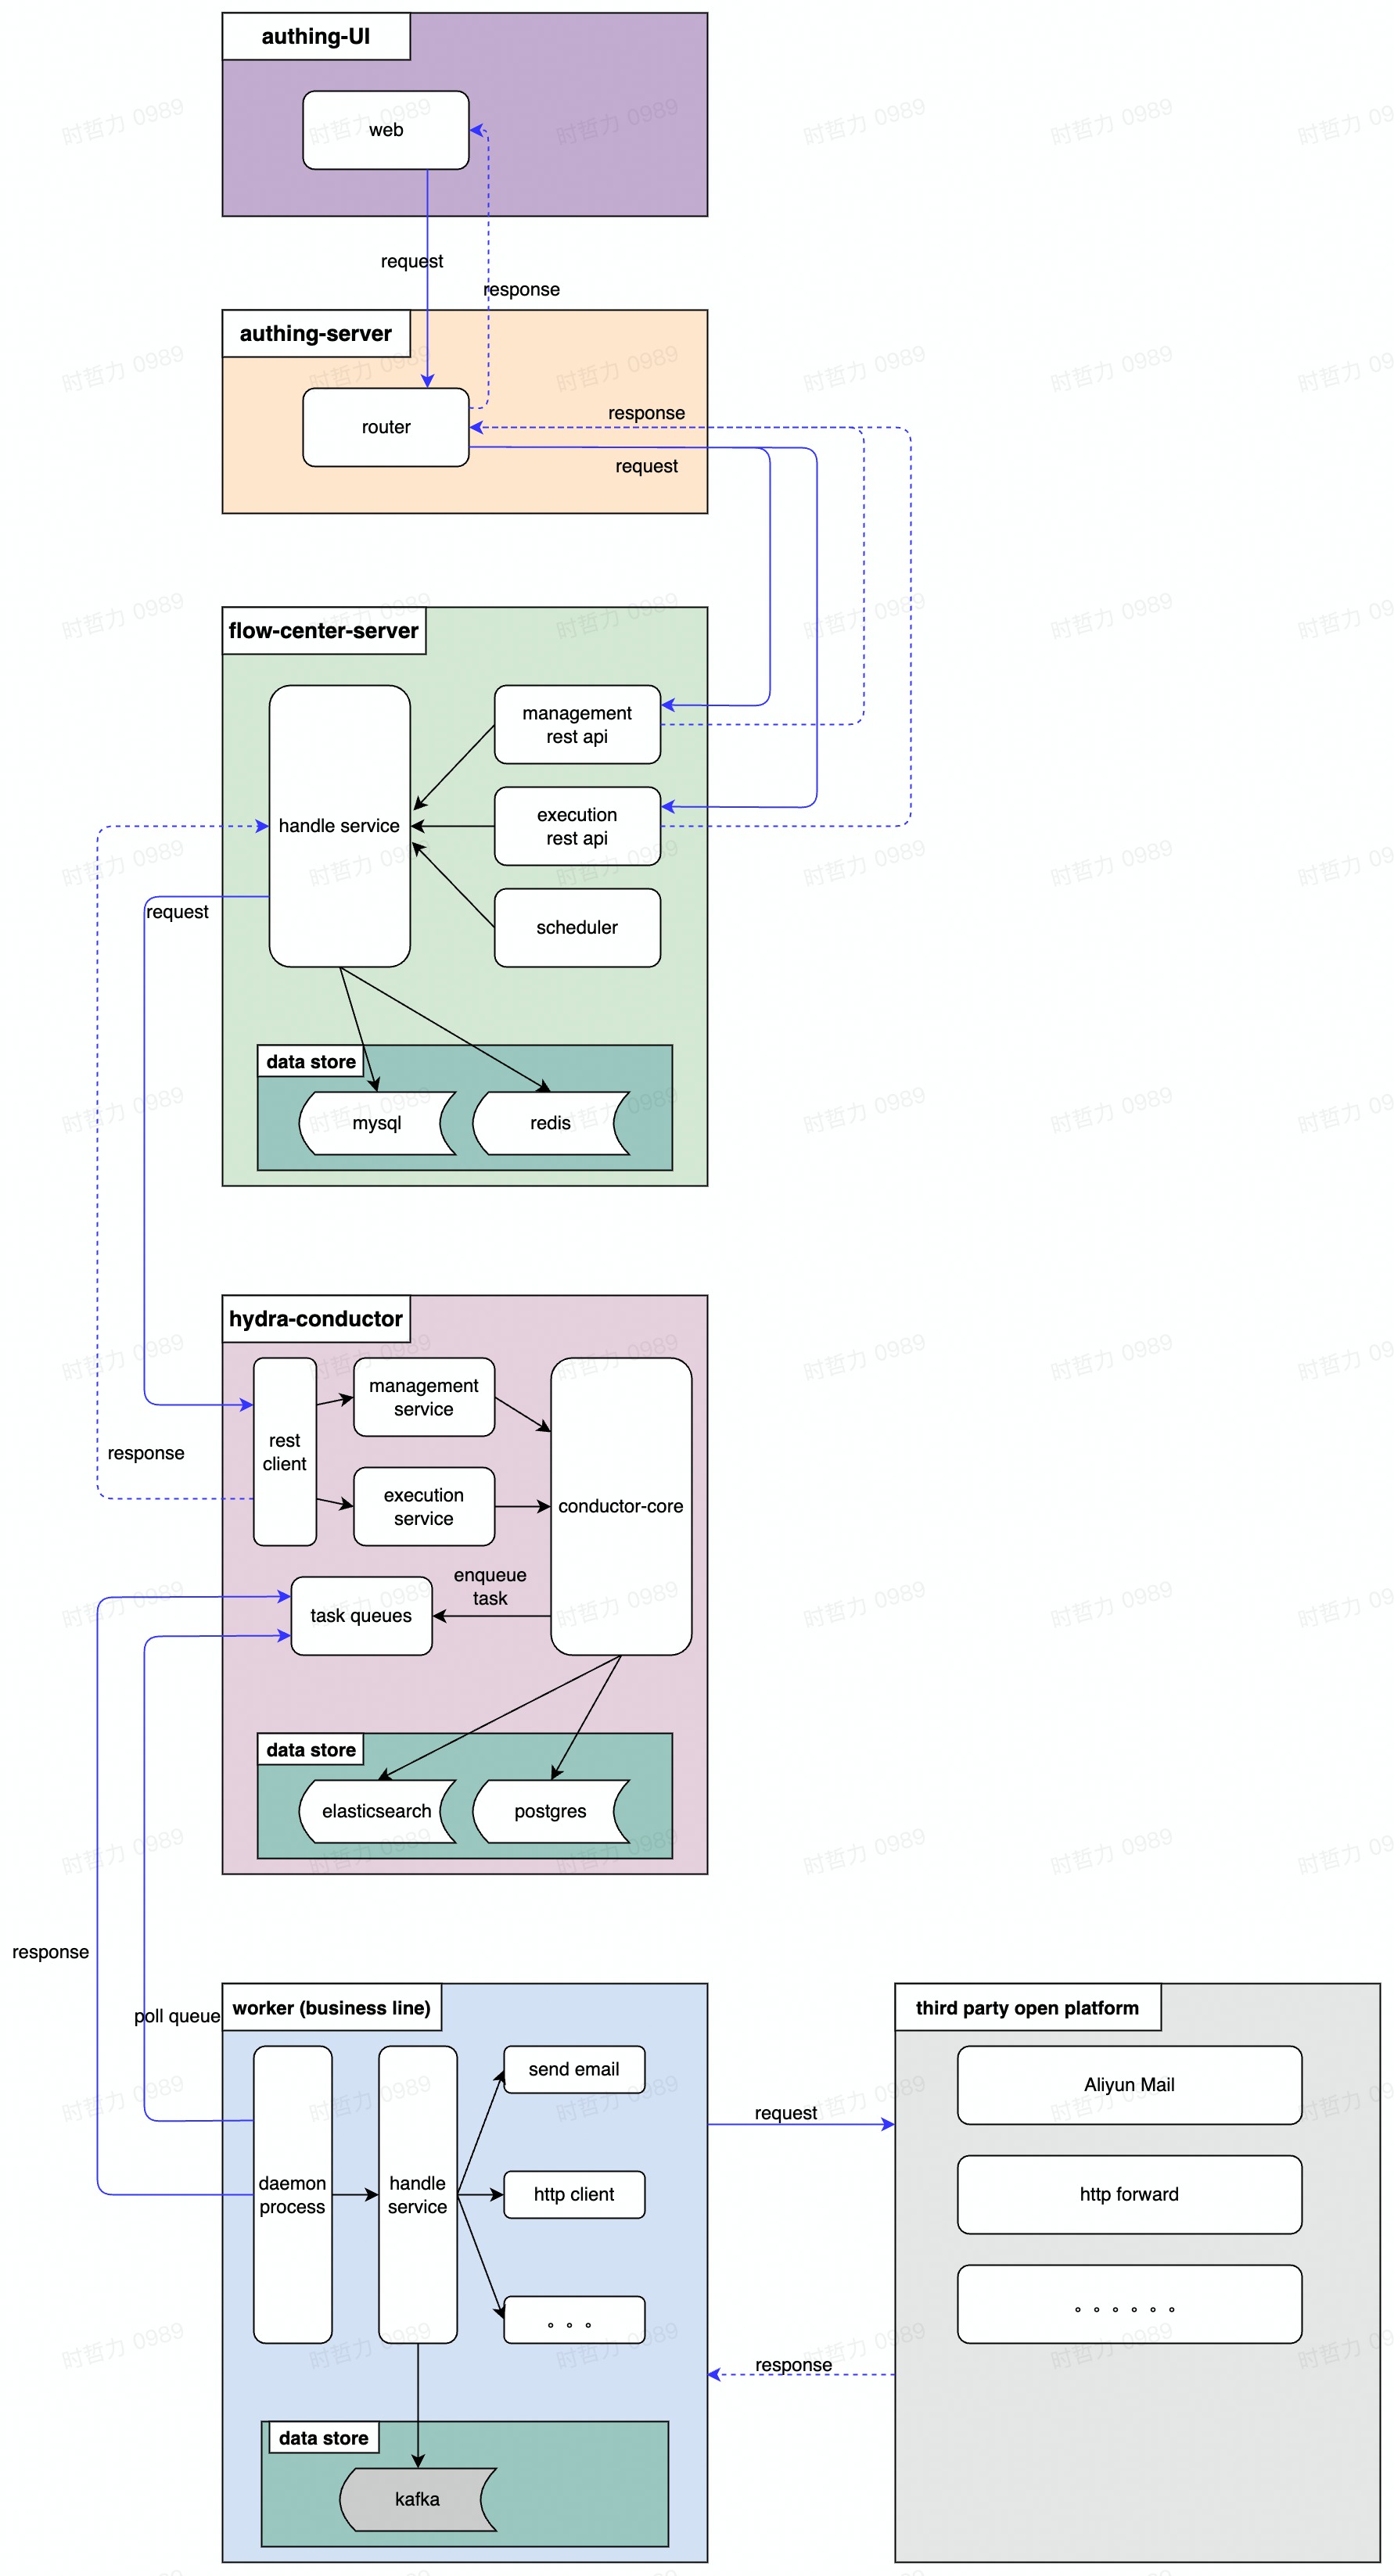 authing-UI
web
request
response
authing-server
router
response
request
flow-center-server
management
rest api
handle service
execution
rest api
request
scheduler
data store
mysql
redis
hydra-conductor
management
service
rest
client
response
execution
service
conductor-core
enqueue
task
task queues
data store
elasticsearch
postgres
response
poll queue
worker (business line)
third party open platform
send email
Aliyun Mail
request
daemon
process
handle
service
http client
http forward
。。。
。。。。。。
response
data store
kafka
时哲力 0989